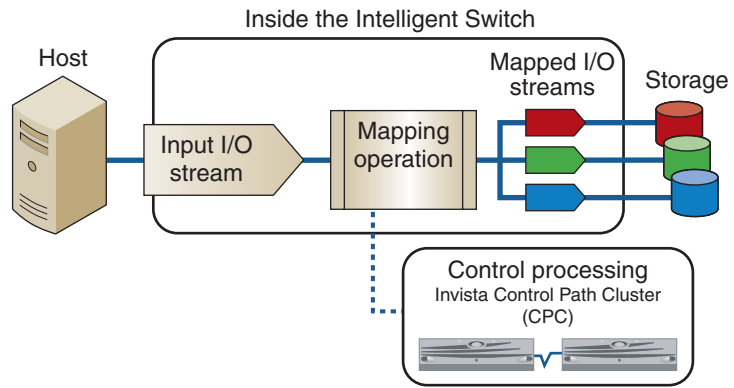 Inside the Intelligent Switch
Host
Mapped I/O
streams
Storage
Input I/O
stream
Mapping
operation
Control processing
Invista Control Path Cluster
(CPC)